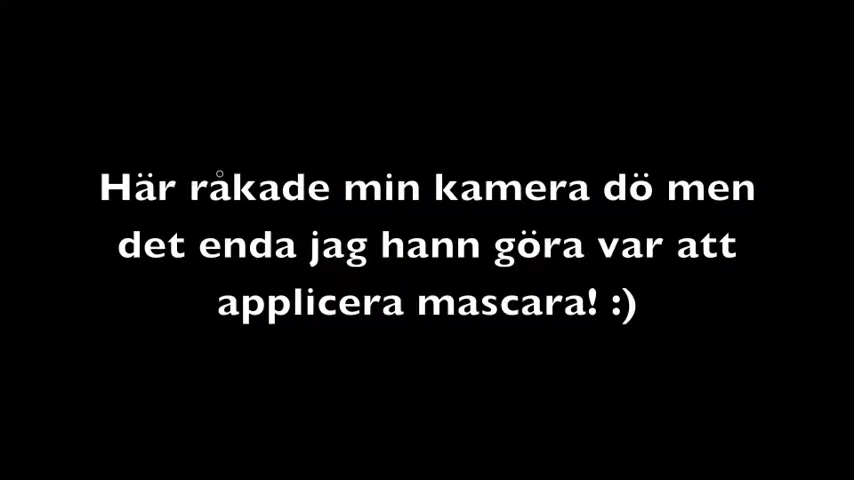 Här råkade min kamera dö men
det enda jag hann göra var att
applicera mascara! :)